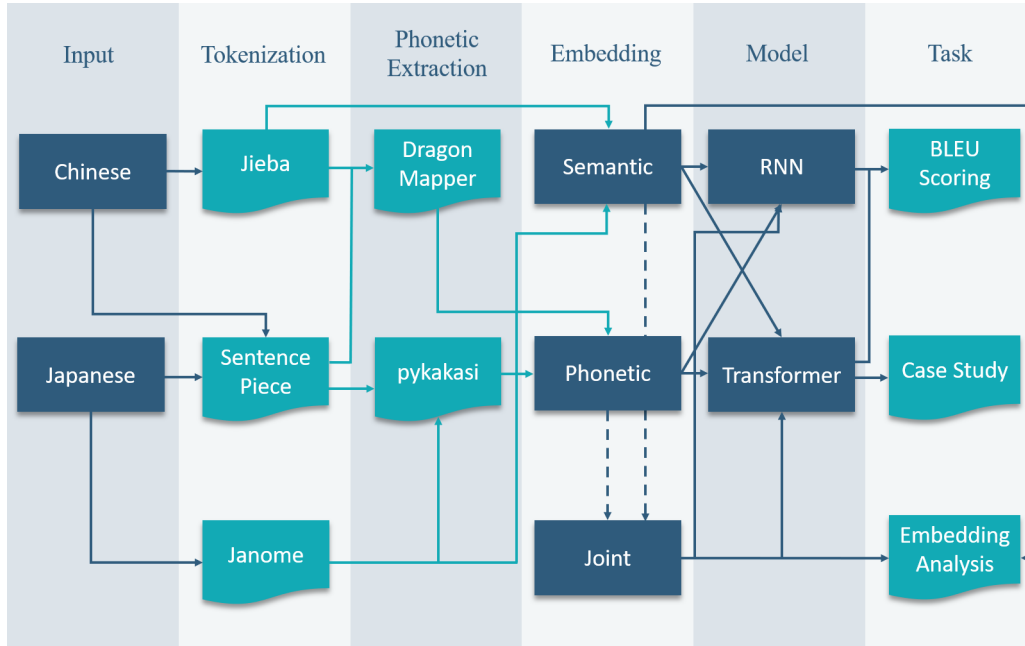 Input
Tokenization
Phonetic
Extraction
Embedding
Model
Task
Chinese
Jieba
Dragon
Mapper
Semantic
RNN
BLEU
Scoring
Japanese
Sentence
Piece
pykakasi
Phonetic
Transformer
Case Study
Janome
Joint
Embedding
Analysis